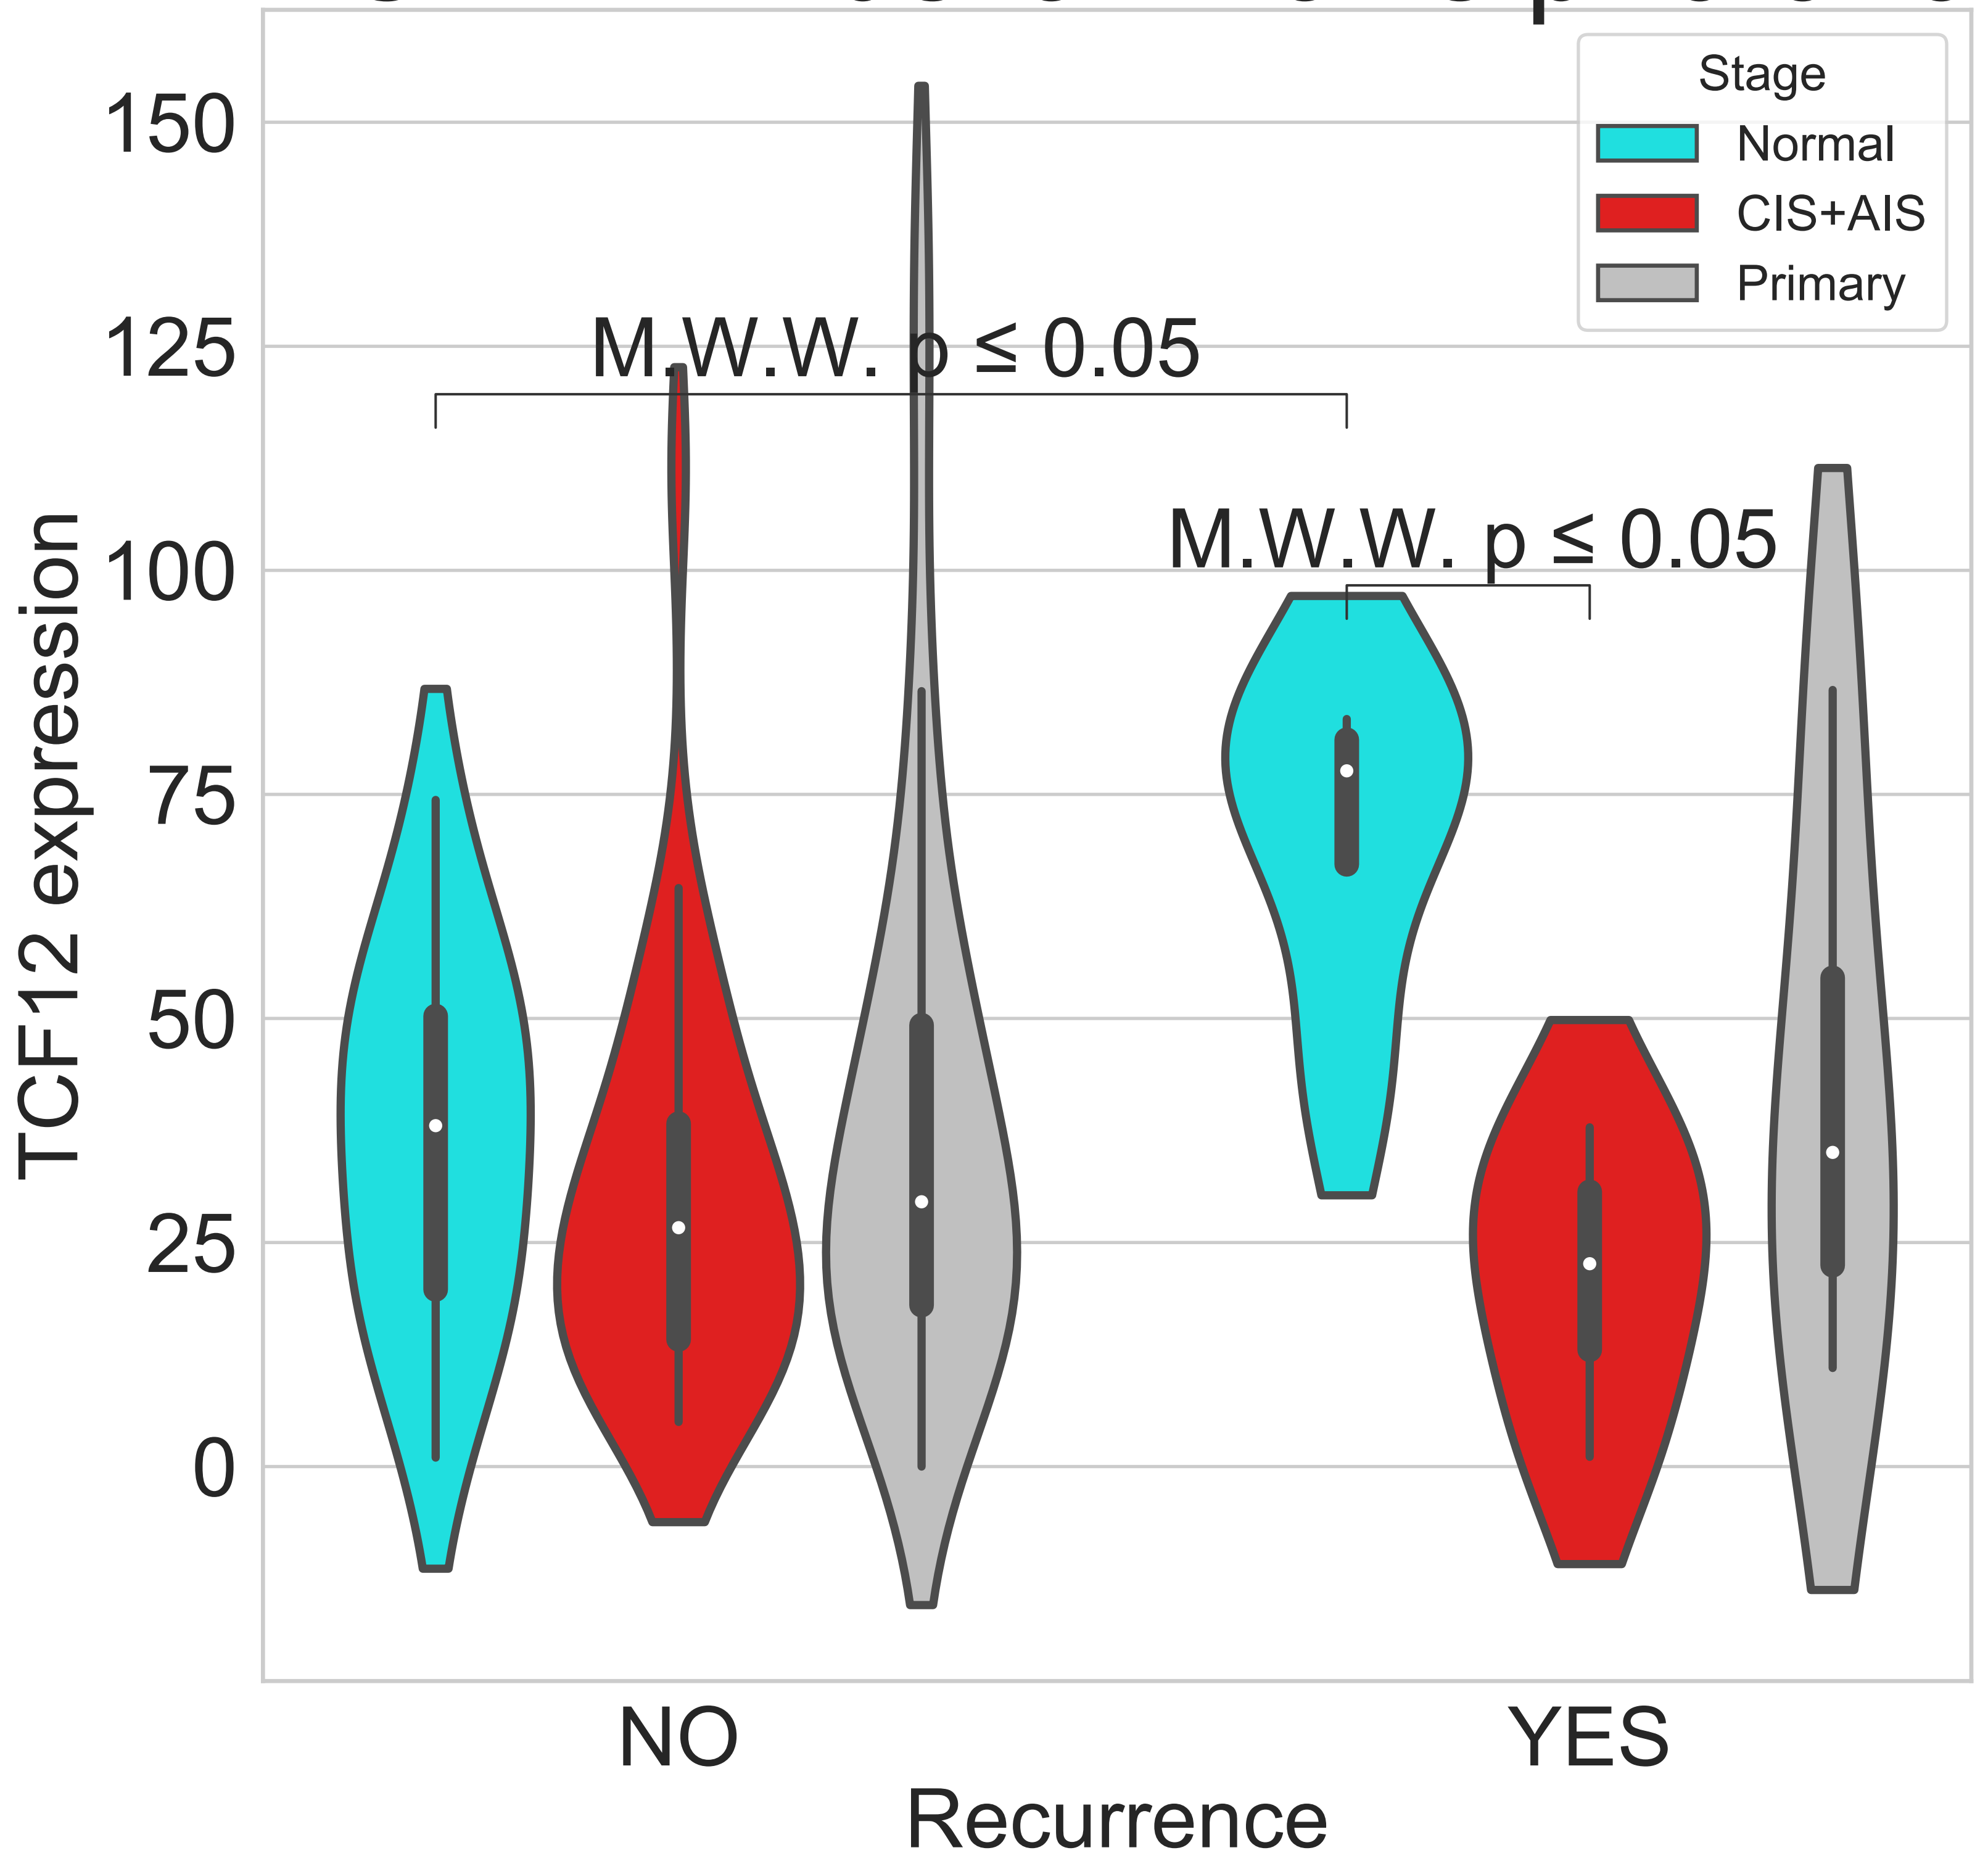 Stage
Normal
CIS+AIS
Primary
150
125
100
75
50
25
0
TCF12 expression
M.W.W. p ≤ 0.05
M.W.W. p ≤ 0.05
NO
YES
Recurrence